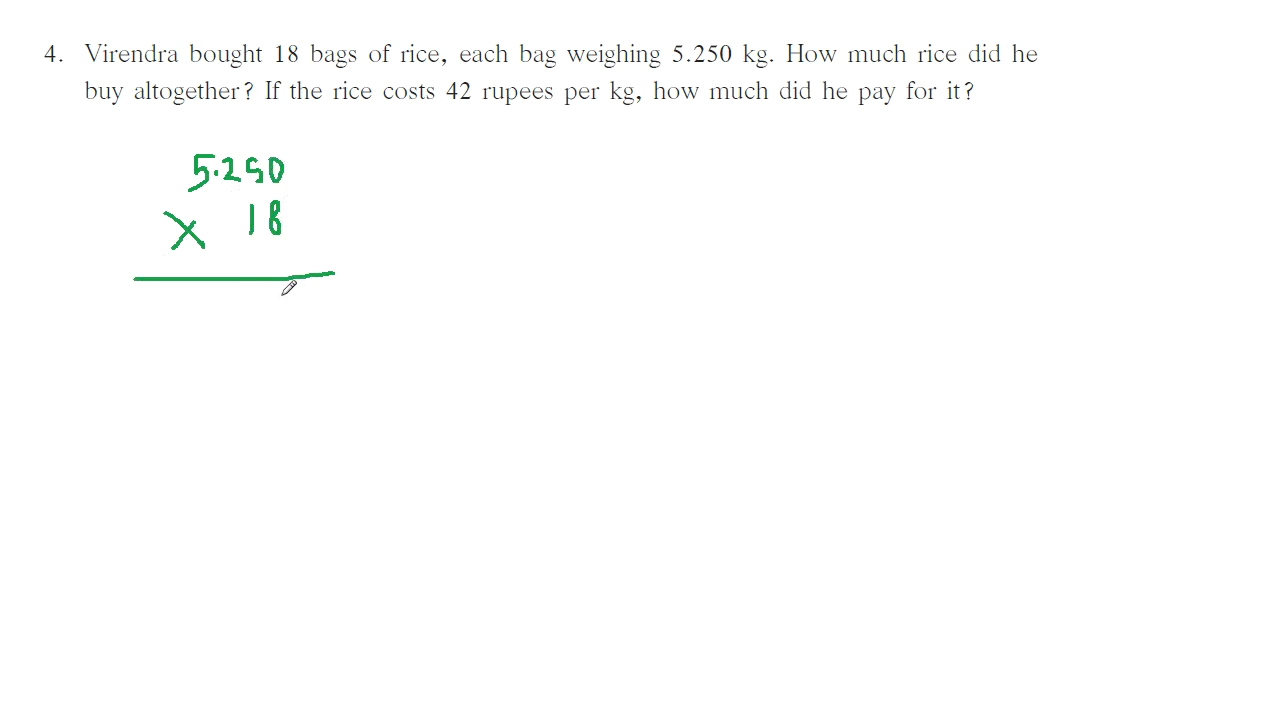 4. Virendra bought 18 bags of rice, each bag weighing 5.250 kg. How much rice did he
buy altogether? If the rice costs 42 rupees per kg, how much did he pay for it?
5.250
× 18